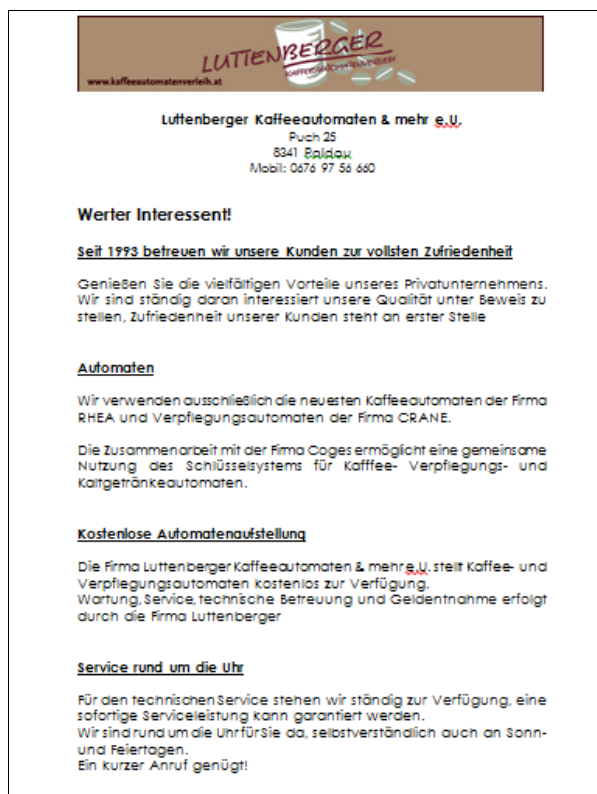 LUTTENBERGER
KAFFEEAUTOMATENVERLEIH
www.kaffeeautomatenverleih.at
Luttenberger Kaffeeautomaten & mehr e.U.
Puch 25
8341 Paldau
Mobil: 0676 97 56 660
Werter Interessent!
Seit 1993 betreuen wir unsere Kunden zur vollsten Zufriedenheit
Genießen Sie die vielfältigen Vorteile unseres Privatunternehmens.
Wir sind ständig daran interessiert unsere Qualität unter Beweis zu
stellen, Zufriedenheit unserer Kunden steht an erster Stelle
Automaten
Wir verwenden ausschließlich die neuesten Kaffeeautomaten der Firma
RHEA und Verpflegungsautomaten der Firma CRANE.
Die Zusammenarbeit mit der Firma Coges ermöglicht eine gemeinsame
Nutzung des Schlüsselsystems für Kafffee- Verpflegungs- und
Kaltgetränkeautomaten.
Kostenlose Automatenaufstellung
Die Firma Luttenberger Kaffeeautomaten & mehr e.U. stellt Kaffee- und
Verpflegungsautomaten kostenlos zur Verfügung.
Wartung, Service, technische Betreuung und Geldentnahme erfolgt
durch die Firma Luttenberger
Service rund um die Uhr
Für den technischen Service stehen wir ständig zur Verfügung, eine
sofortige Serviceleistung kann garantiert werden.
Wir sind rund um die Uhr für Sie da, selbstverständlich auch an Sonn-
und Feiertagen.
Ein kurzer Anruf genügt!